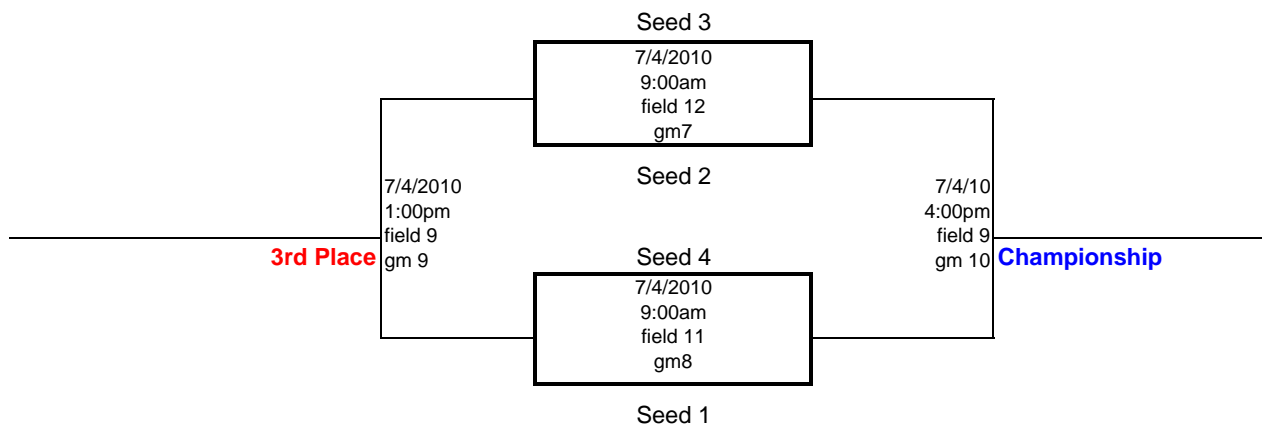 Seed 3
7/4/2010
9:00am
field 12
gm7
Seed 2
7/4/2010
1:00pm
field 9
gm 9
3rd Place
7/4/10
4:00pm
field 9
gm 10
Championship
Seed 4
7/4/2010
9:00am
field 11
gm8
Seed 1